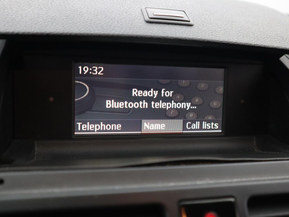 19:32
Ready for
Bluetooth telephony...
Telephone Name Call lists